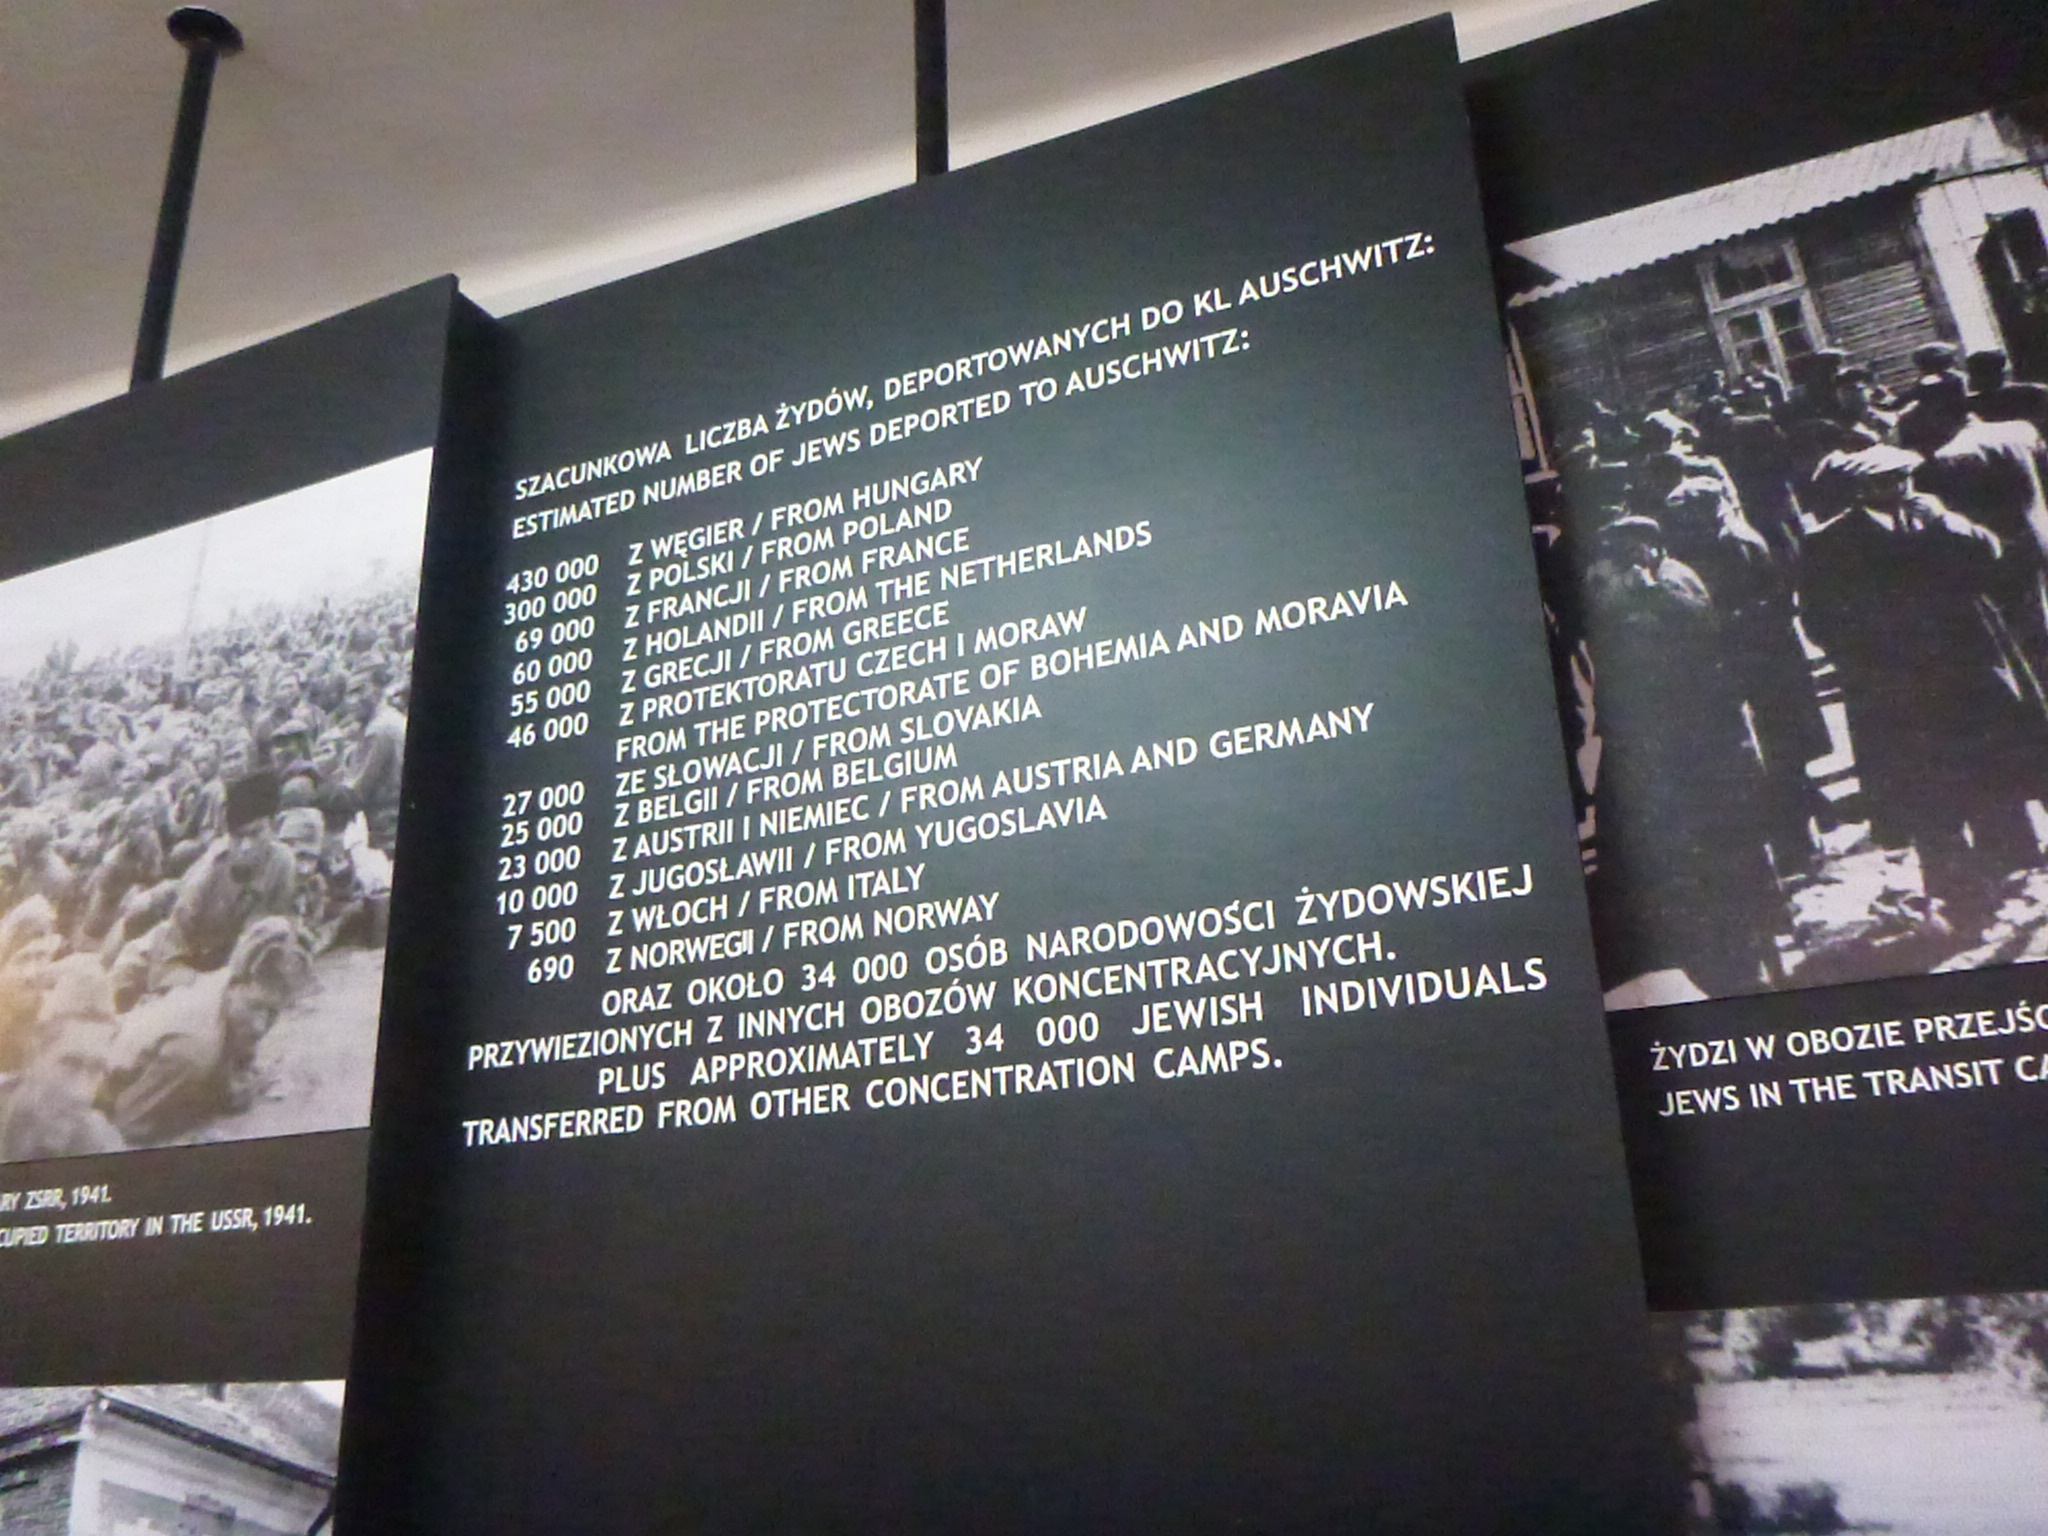 SZACUNKOWA LICZBA ŻYDÓW, DEPORTOWANYCH DO KL AUSCHWITZ:
ESTIMATED NUMBER OF JEWS DEPORTED TO AUSCHWITZ:
430 000 Z WĘGIER / FROM HUNGARY
300 000 Z POLSKI / FROM POLAND
69 000 Z FRANCJI / FROM FRANCE
60 000 Z HOLANDII / FROM THE NETHERLANDS
55 000 Z GRECJI / FROM GREECE
46 000 Z PROTEKTORATU CZECH I MORAW
FROM THE PROTECTORATE OF BOHEMIA AND MORAVIA
27 000 ZE SŁOWACJI / FROM SLOVAKIA
25 000 Z BELGII / FROM BELGIUM
23 000 Z AUSTRII I NIEMIEC / FROM AUSTRIA AND GERMANY
10 000 Z JUGOSŁAWII / FROM YUGOSLAVIA
7 500 Z WŁOCH / FROM ITALY
690 Z NORWEGII / FROM NORWAY
ORAZ OKOŁO 34 000 OSÓB NARODOWOŚCI ŻYDOWSKIEJ
PRZYWIEZIONYCH Z INNYCH OBOZÓW KONCENTRACYJNYCH.
PLUS APPROXIMATELY 34 000 JEWISH INDIVIDUALS
TRANSFERRED FROM OTHER CONCENTRATION CAMPS.
ZSRR, 1941.
TERRITORY IN THE USSR, 1941.
ŻYDZI W OBOZIE
JEWS IN THE TRANSIT